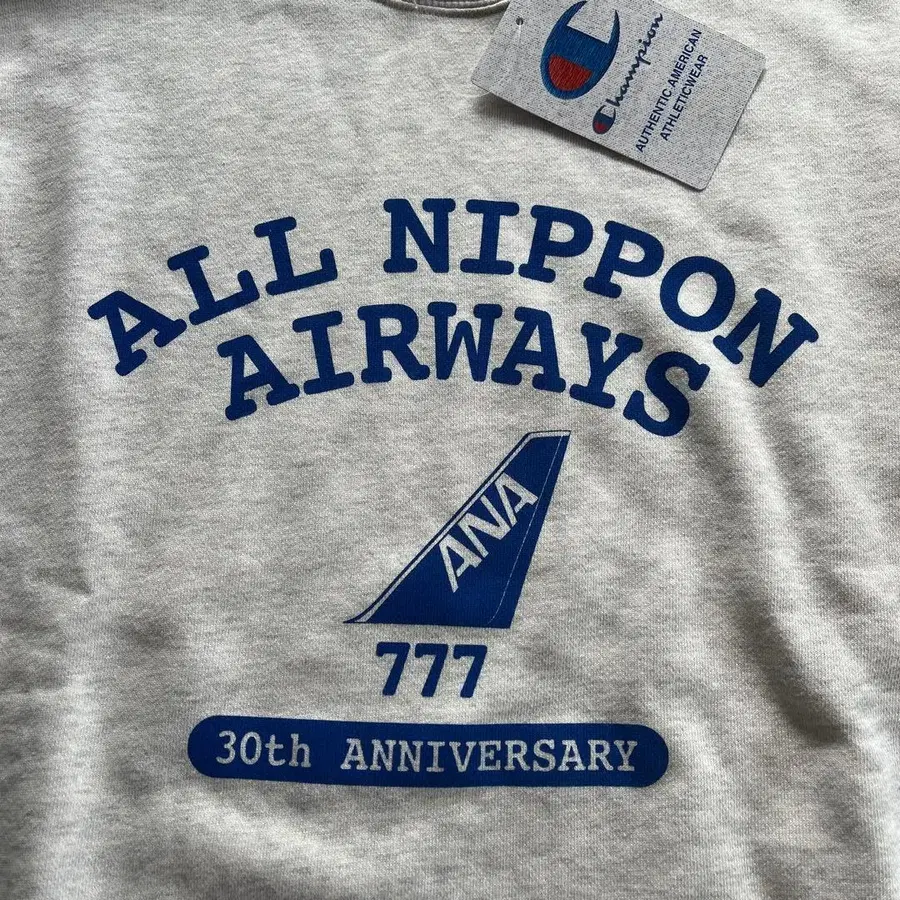 Champion
AUTHENTIC AMERICAN
ATHLETICWEAR
ALL NIPPON
AIRWAYS
ANA
777
30th ANNIVERSARY